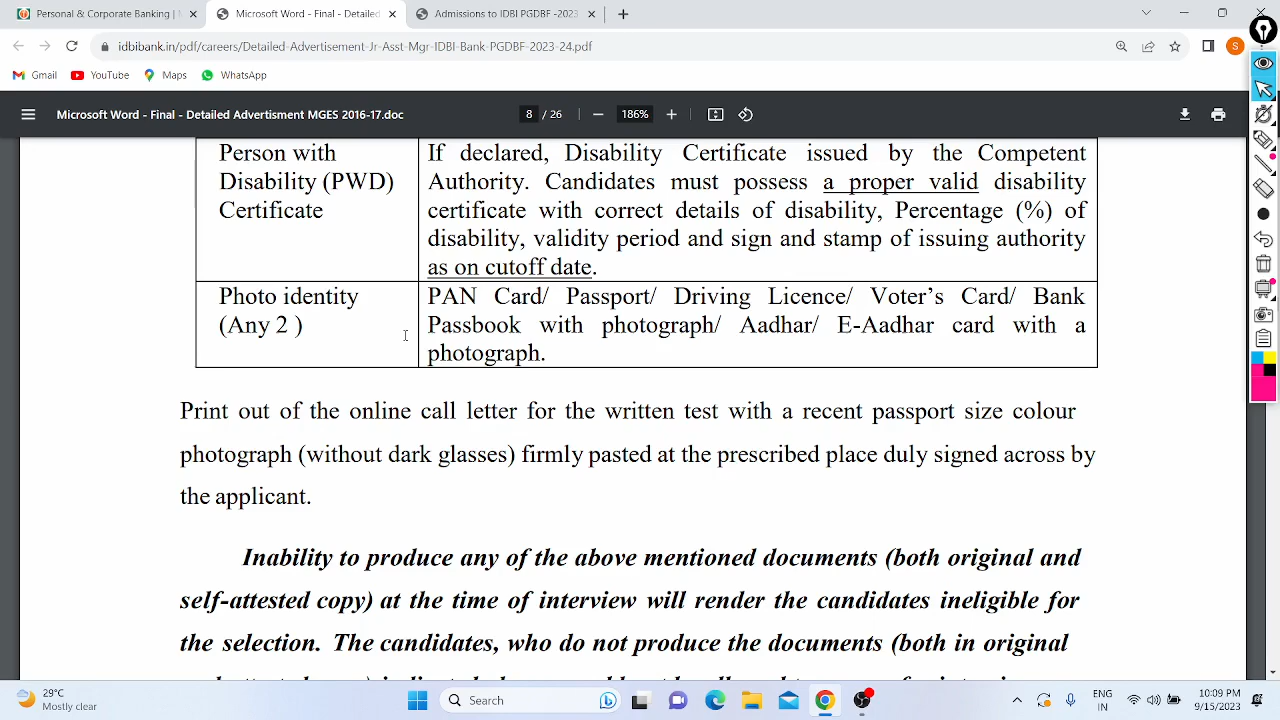 Personal & Corporate Banking |
Microsoft Word - Final - Detailed
Admissions to IDBI PGDBF -2023
idbibank.in/pdf/careers/Detailed-Advertisement-Jr-Asst-Mgr-IDBI-Bank-PGDBF-2023-24.pdf
S
Gmail YouTube Maps WhatsApp
Microsoft Word - Final - Detailed Advertisment MGES 2016-17.doc
8 / 26
186%
Person with
Disability (PWD)
Certificate
If declared, Disability Certificate issued by the Competent
Authority. Candidates must possess a proper valid disability
certificate with correct details of disability, Percentage (%) of
disability, validity period and sign and stamp of issuing authority
as on cutoff date.
Photo identity
(Any 2 )
PAN Card/ Passport/ Driving Licence/ Voter's Card/ Bank
Passbook with photograph/ Aadhar/ E-Aadhar card with a
photograph.
Print out of the online call letter for the written test with a recent passport size colour
photograph (without dark glasses) firmly pasted at the prescribed place duly signed across by
the applicant.
Inability to produce any of the above mentioned documents (both original and
self-attested copy) at the time of interview will render the candidates ineligible for
the selection. The candidates, who do not produce the documents (both in original
29°C
Mostly clear
Search
ENG
IN
10:09 PM
9/15/2023